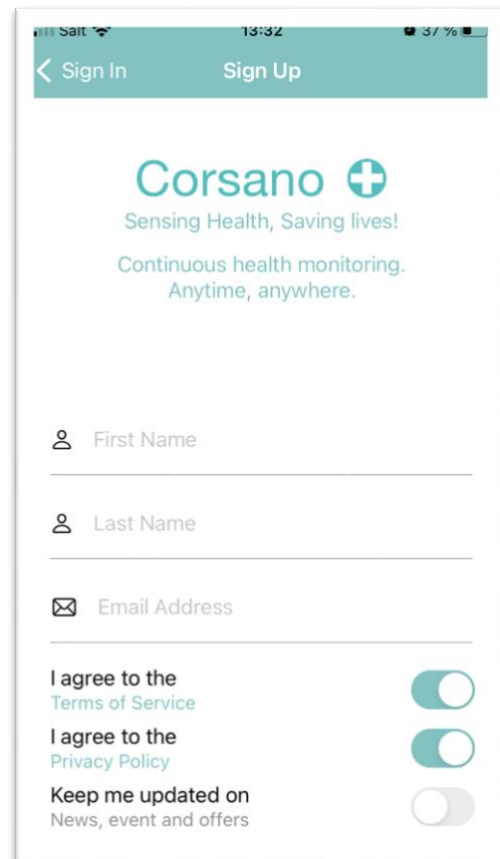 Salt 13:32 37 %
Sign In Sign Up
Corsano
Sensing Health, Saving lives!
Continuous health monitoring.
Anytime, anywhere.
First Name
Last Name
Email Address
I agree to the
Terms of Service
I agree to the
Privacy Policy
Keep me updated on
News, event and offers